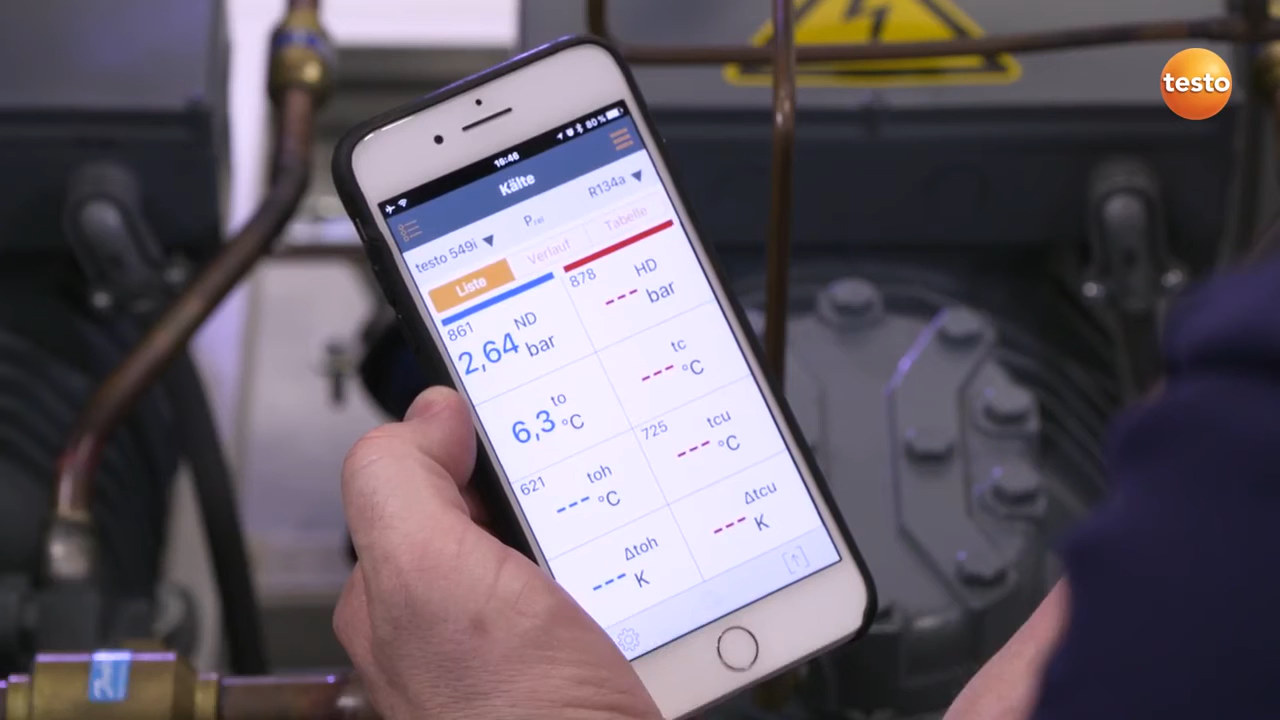 testo
16:46
80 %
Kälte
testo 549i ▼
P rel
R134a ▼
Liste
Verlauf
Tabelle
861
ND
2,64 bar
878
HD
--- bar
to
6,3 °C
tc
--- °C
621
toh
--- °C
725
tcu
--- °C
Δtoh
--- K
Δtcu
--- K